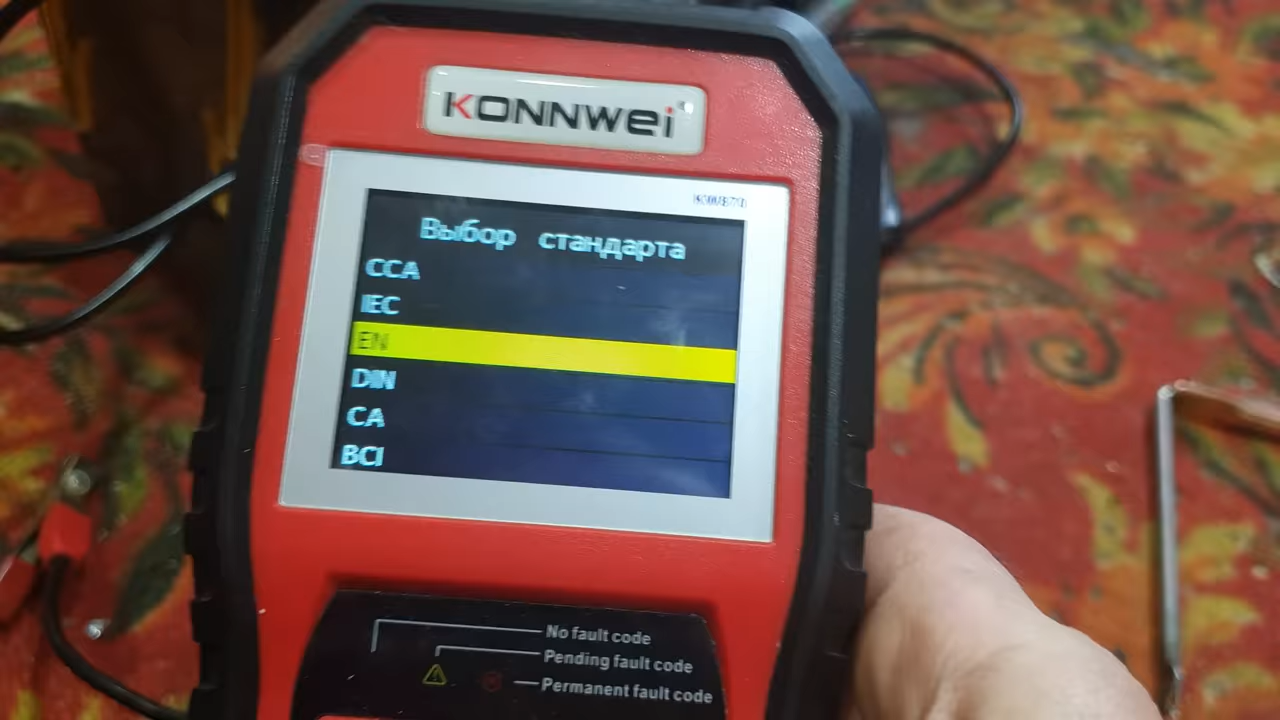 KONNWEI
KW870
Выбор стандарта
CCA
IEC
EN
DIN
CA
BCI
No fault code
Pending fault code
Permanent fault code